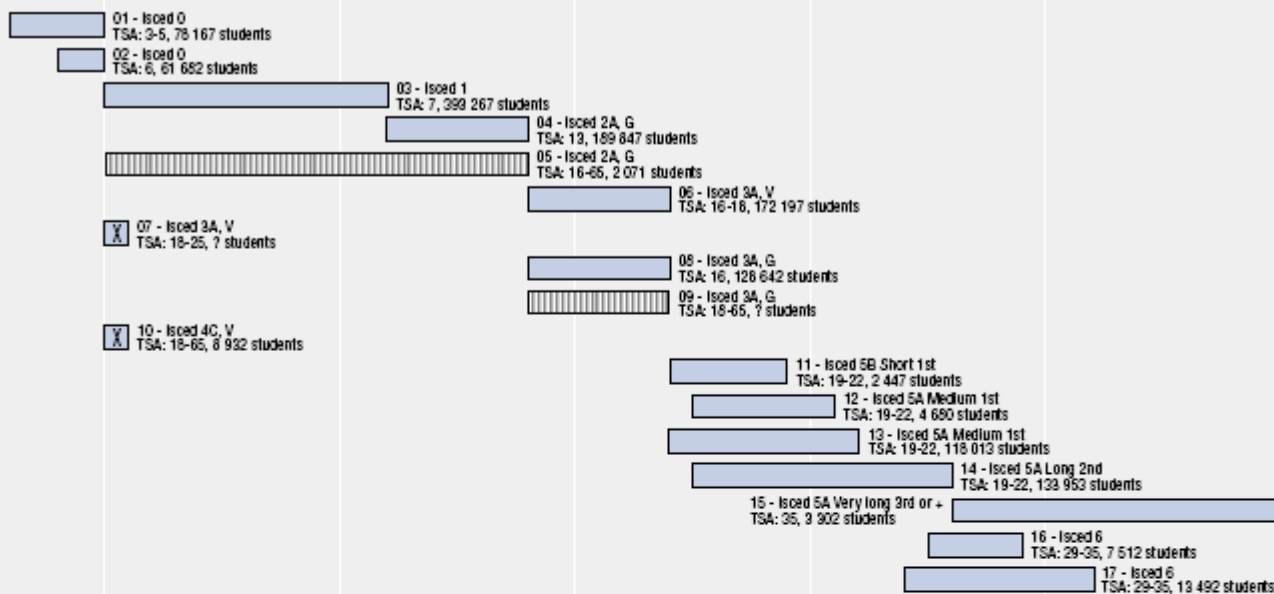 01 - Isced 0
TSA: 3-5, 78 167 students
02 - Isced 0
TSA: 6, 61 682 students
03 - Isced 1
TSA: 7, 393 267 students
04 - Isced 2A, G
TSA: 13, 189 847 students
05 - Isced 2A, G
TSA: 16-65, 2 071 students
06 - Isced 3A, V
TSA: 16-18, 172 197 students
07 - Isced 3A, V
TSA: 18-25, ? students
08 - Isced 3A, G
TSA: 16, 128 642 students
09 - Isced 3A, G
TSA: 18-65, ? students
10 - Isced 4C, V
TSA: 18-65, 8 932 students
11 - Isced 5B Short 1st
TSA: 19-22, 2 447 students
12 - Isced 5A Medium 1st
TSA: 19-22, 4 680 students
13 - Isced 5A Medium 1st
TSA: 19-22, 118 013 students
14 - Isced 5A Long 2nd
TSA: 19-22, 133 953 students
15 - Isced 5A Very long 3rd or +
TSA: 35, 3 302 students
16 - Isced 6
TSA: 29-35, 7 512 students
17 - Isced 6
TSA: 29-35, 13 492 students